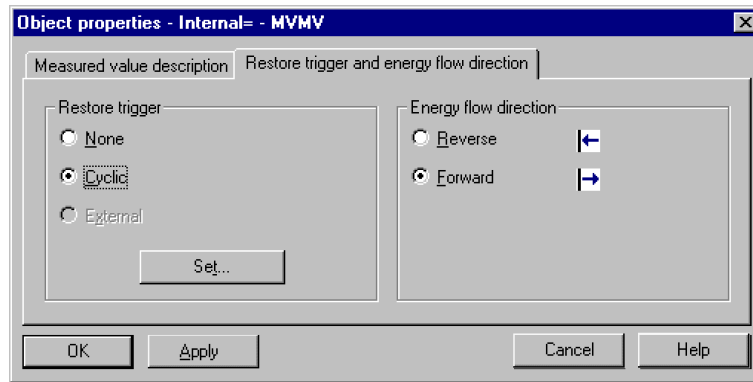 Object properties - Internal= - MVMV
Measured value description
Restore trigger and energy flow direction
Restore trigger
None
Cyclic
External
Set...
Energy flow direction
Reverse
Forward
OK
Apply
Cancel
Help